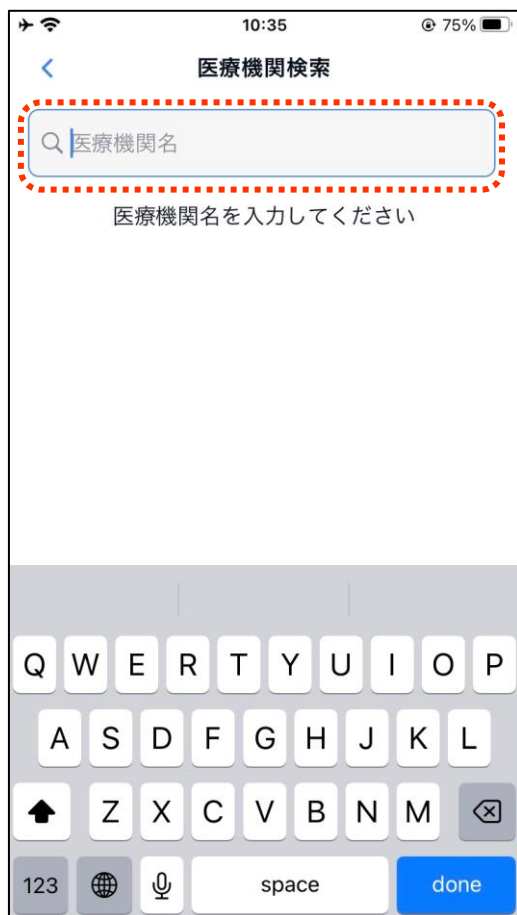 10:35
75%
医療機関検索
医療機関名
医療機関名を入力してください
Q W E R T Y U I O P
A S D F G H J K L
Z X C V B N M
123 space done